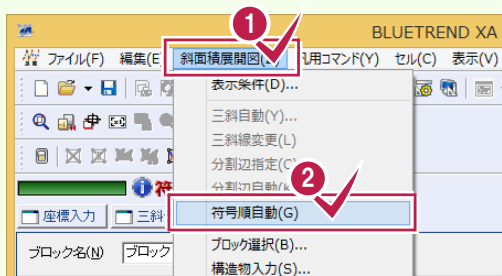 1
BLUETREND XA
ファイル(F) 編集(E) 斜面積展開図( 凡用コマンド(Y) セル(C) 表示(V)
表示条件(D)...
三斜自動(Y)...
三斜線変更(L)
分割辺指定(C)
分割辺自動(K)
2
符
符号順自動(G)
座標入力 三斜
ブロック名(N) ブロック
ブロック選択(B)...
構造物入力(S)...